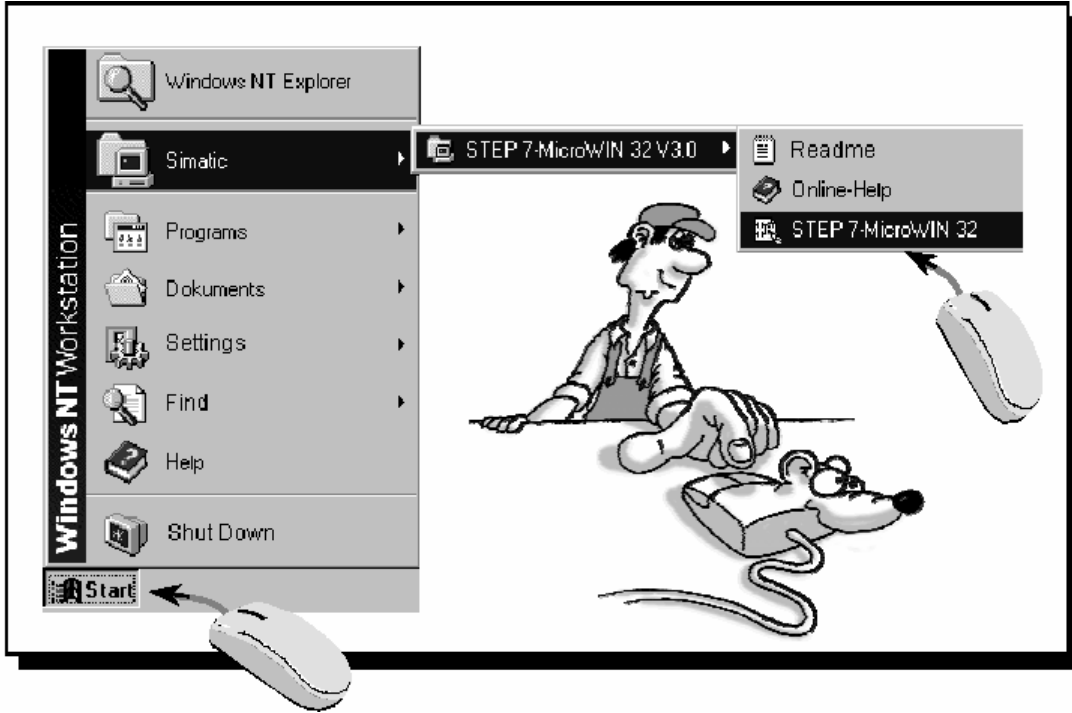 Windows NT Explorer
Simatic
STEP 7-MicroWIN 32 V3.0
Readme
Online-Help
STEP 7-MicroWIN 32
Programs
Dokuments
Settings
Find
Help
Shut Down
Windows NT Workstation
Start